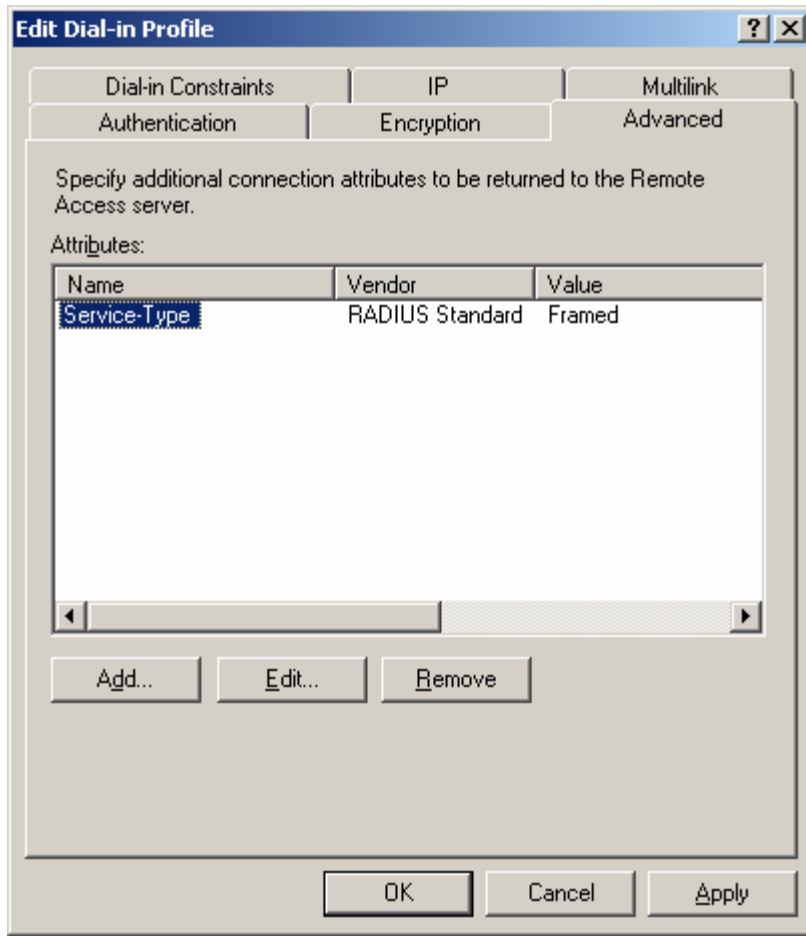 Edit Dial-in Profile
Dial-in Constraints IP Multilink
Authentication Encryption Advanced
Specify additional connection attributes to be returned to the Remote
Access server.
Attributes:
Name Vendor Value
Service-Type RADIUS Standard Framed
Add... Edit... Remove
OK Cancel Apply